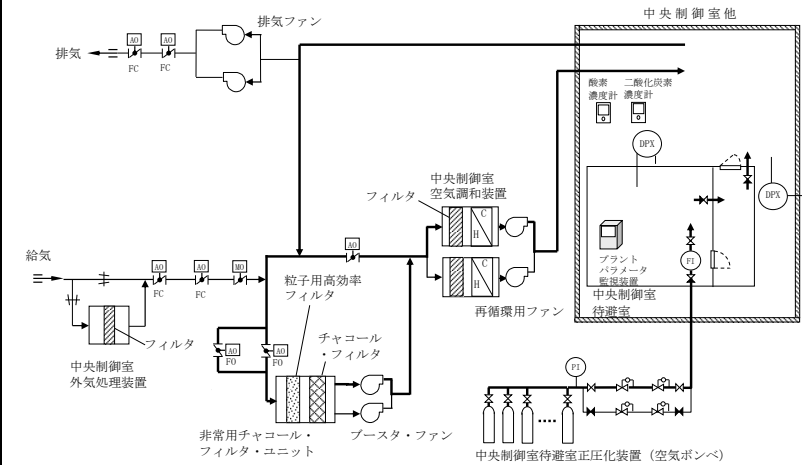 中央制御室他
排気ファン
排気
AO
AO
FC
FC
酸素
濃度計
二酸化炭素
濃度計
DPX
DPX
中央制御室
空気調和装置
フィルタ
C
H
C
H
再循環用ファン
プラント
パラメータ
監視装置
中央制御室
待避室
FI
給気
AO
AO
MO
FC
FC
AO
粒子用高効率
フィルタ
フィルタ
中央制御室
外気処理装置
チャコール
・フィルタ
AO
FO
AO
FO
非常用チャコール・
フィルタ・ユニット
ブースタ・ファン
PI
中央制御室待避室正圧化装置（空気ボンベ）